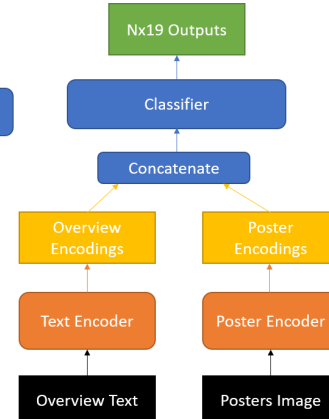 Nx19 Outputs
Classifier
Concatenate
Overview
Encodings
Poster
Encodings
Text Encoder
Poster Encoder
Overview Text
Posters Image